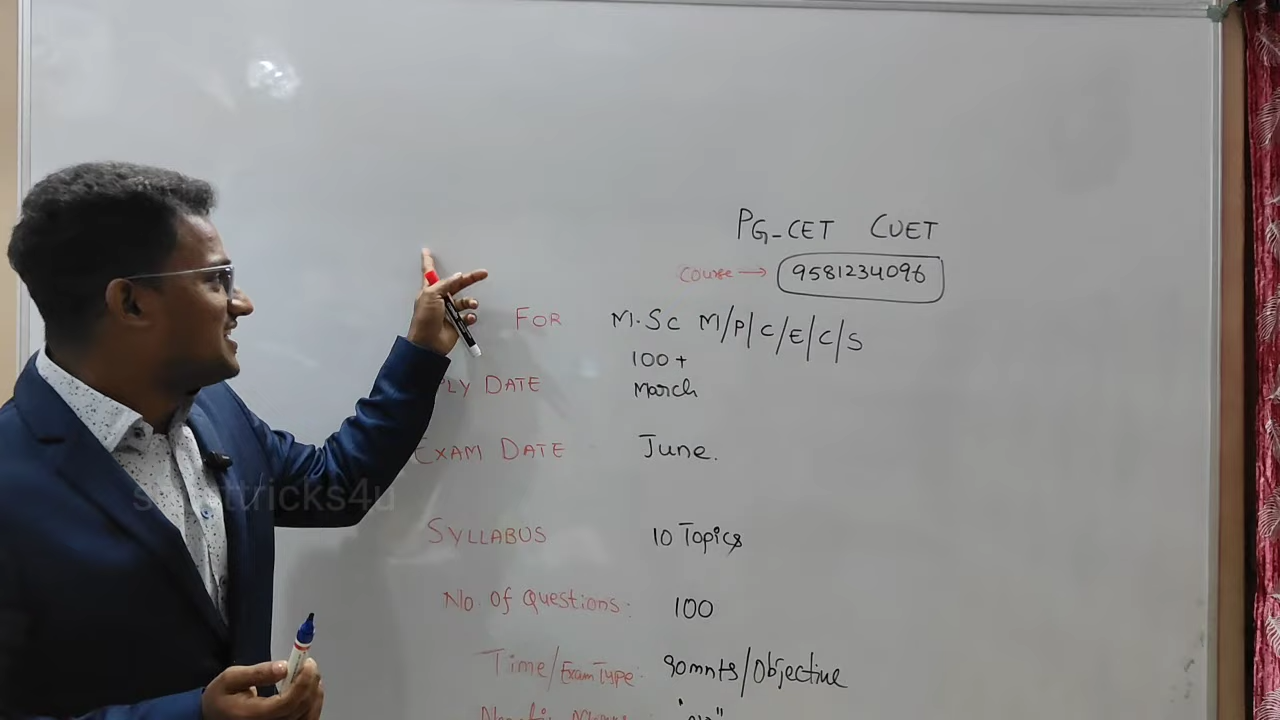 PG-CET CUET
Course → 9581234096
FOR M.Sc M/P/C/E/C/S
100+
PLY DATE March
EXAM DATE June.
SYLLABUS 10 Topics
No. of Questions: 100
Time/Exam Type: 90mnts/Objective
smarttricks4u